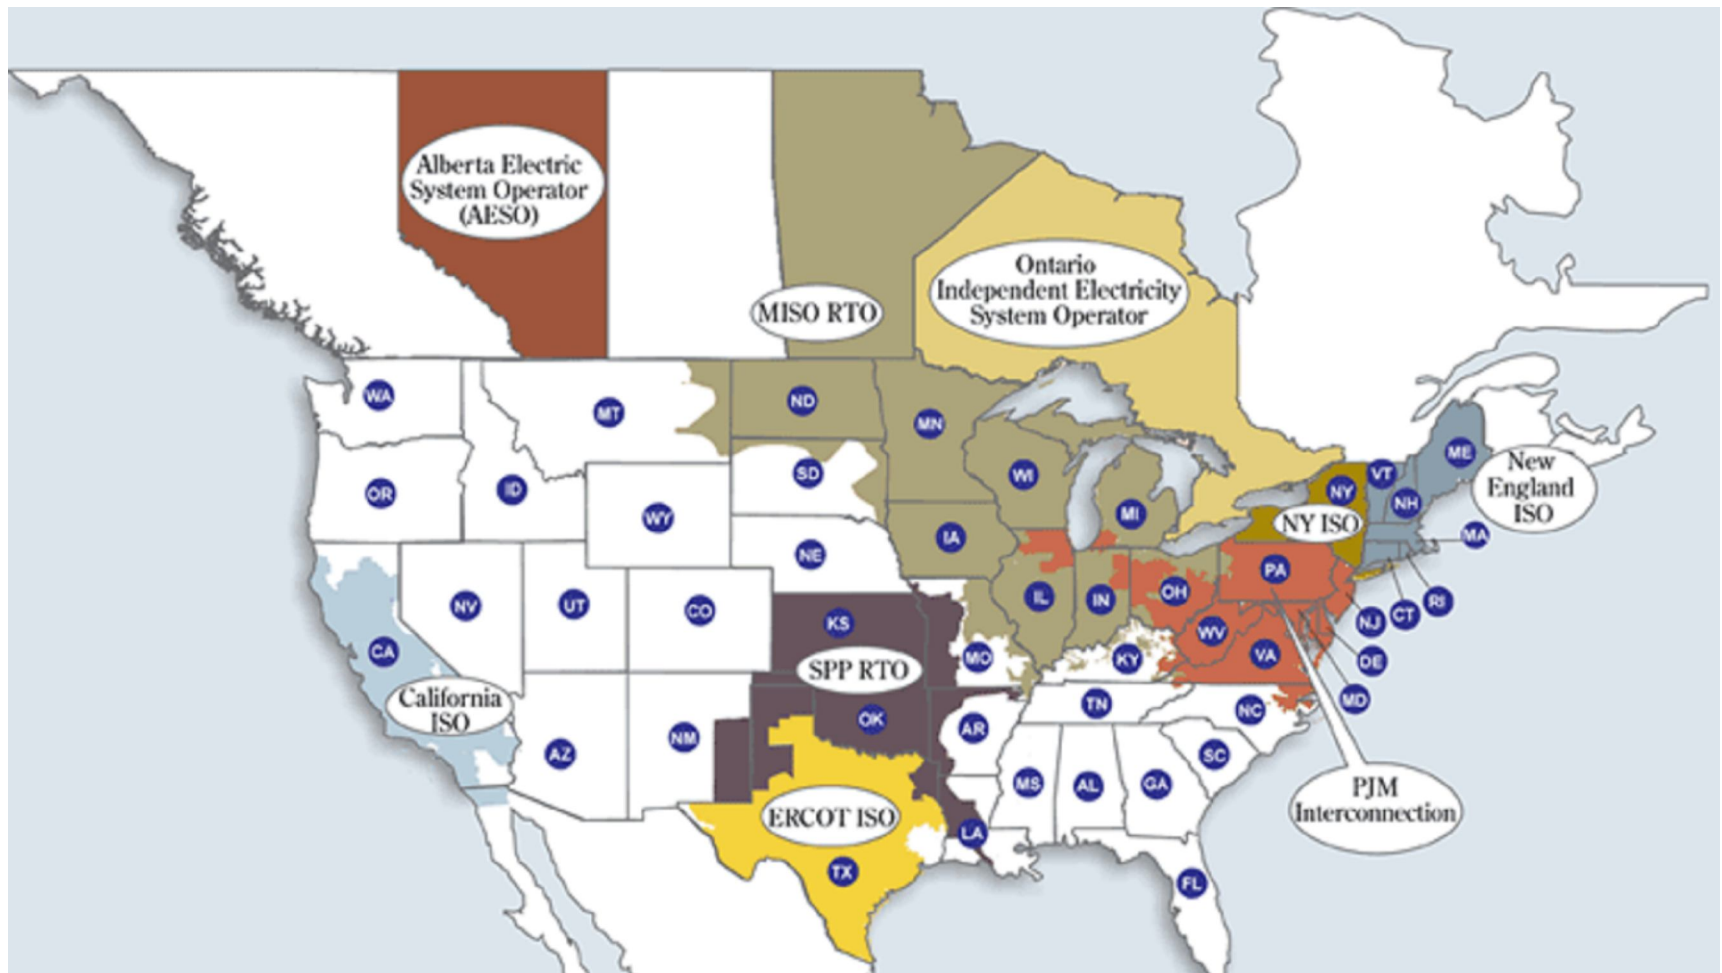 Alberta Electric
System Operator
(AESO)
MISO RTO
Ontario
Independent Electricity
System Operator
WA
MT
ND
MN
OR
ID
SD
WI
MI
NY
NY ISO
VT
NH
ME
New
England
ISO
MA
WY
NE
IA
PA
NV
UT
CO
KS
IL
IN
OH
WV
VA
NJ
CT
RI
DE
MD
CA
California
ISO
SPP RTO
MO
KY
AZ
NM
OK
AR
TN
NC
SC
MS
AL
GA
PJM
Interconnection
ERCOT ISO
TX
LA
FL